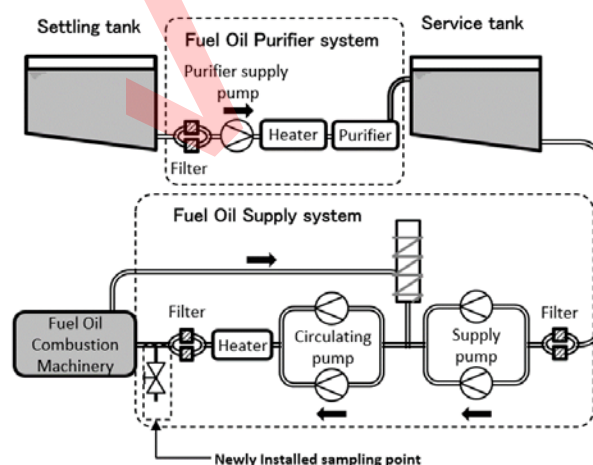 Settling tank
Fuel Oil Purifier system
Service tank
Purifier supply
pump
Heater
Purifier
Filter
Fuel Oil Supply system
Fuel Oil
Combustion
Machinery
Filter
Heater
Circulating
pump
Supply
pump
Filter
Newly Installed sampling point